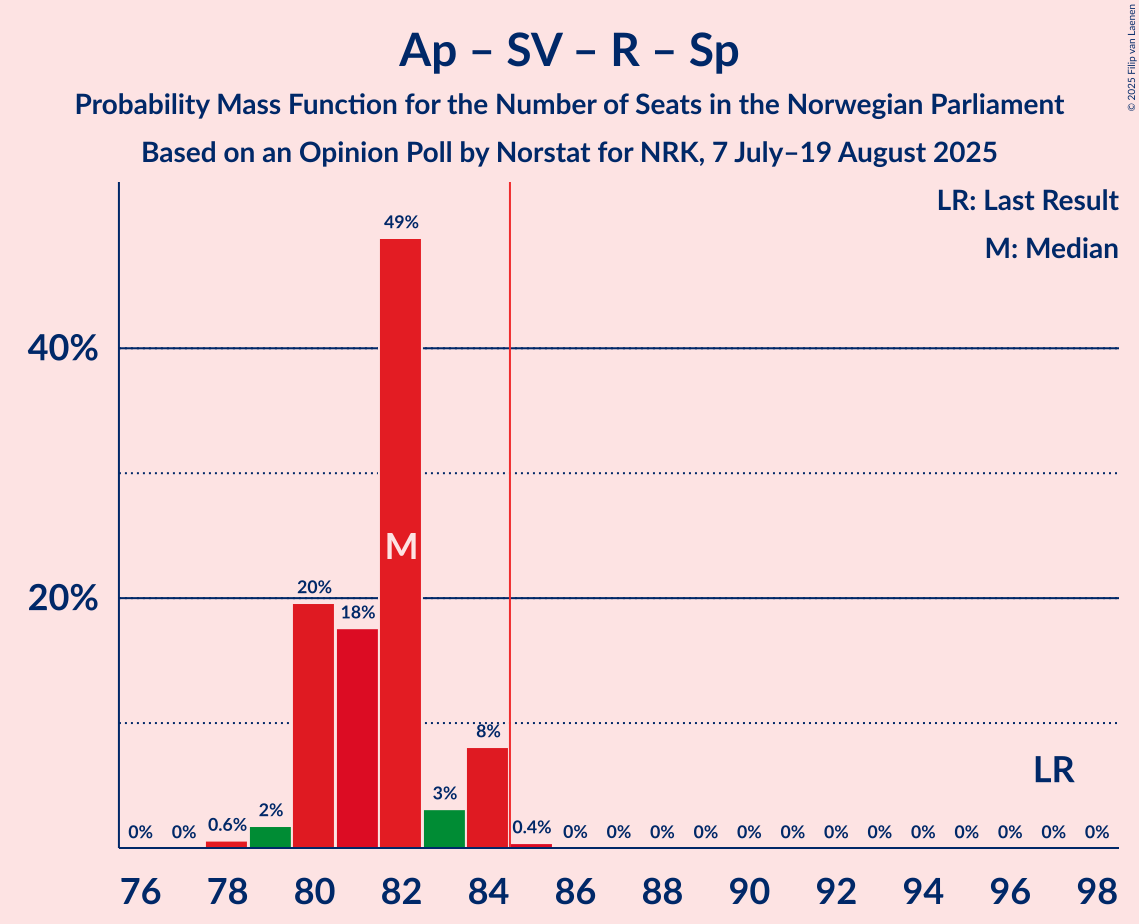 Ap – SV – R – Sp
Probability Mass Function for the Number of Seats in the Norwegian Parliament
Based on an Opinion Poll by Norstat for NRK, 7 July–19 August 2025
© 2025 Filip van Laenen
LR: Last Result
M: Median
49%
40%
M
20%
20%
18%
8%
LR
3%
2%
0% 0% 0.6% 0.4% 0% 0% 0% 0% 0% 0% 0% 0% 0% 0% 0% 0% 0%
76 78 80 82 84 86 88 90 92 94 96 98